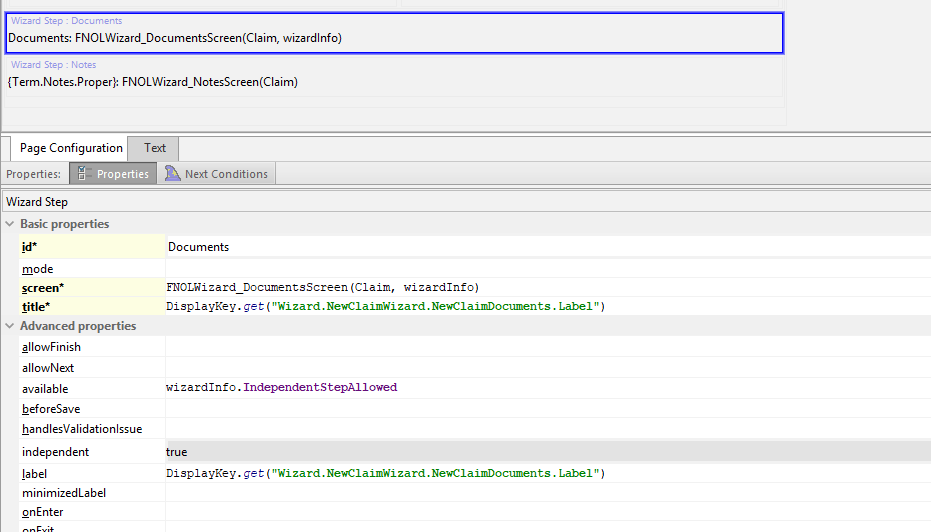 Wizard Step : Documents
Documents: FNOLWizard_DocumentsScreen(Claim, wizardInfo)
Wizard Step : Notes
{Term.Notes.Proper}: FNOLWizard_NotesScreen(Claim)
Page Configuration Text
Properties: Properties Next Conditions
Wizard Step
Basic properties
id* Documents
mode
screen* FNOLWizard_DocumentsScreen(Claim, wizardInfo)
title* DisplayKey.get("Wizard.NewClaimWizard.NewClaimDocuments.Label")
Advanced properties
allowFinish
allowNext
available wizardInfo.IndependentStepAllowed
beforeSave
handlesValidationIssue
independent true
label DisplayKey.get("Wizard.NewClaimWizard.NewClaimDocuments.Label")
minimizedLabel
onEnter
onExit